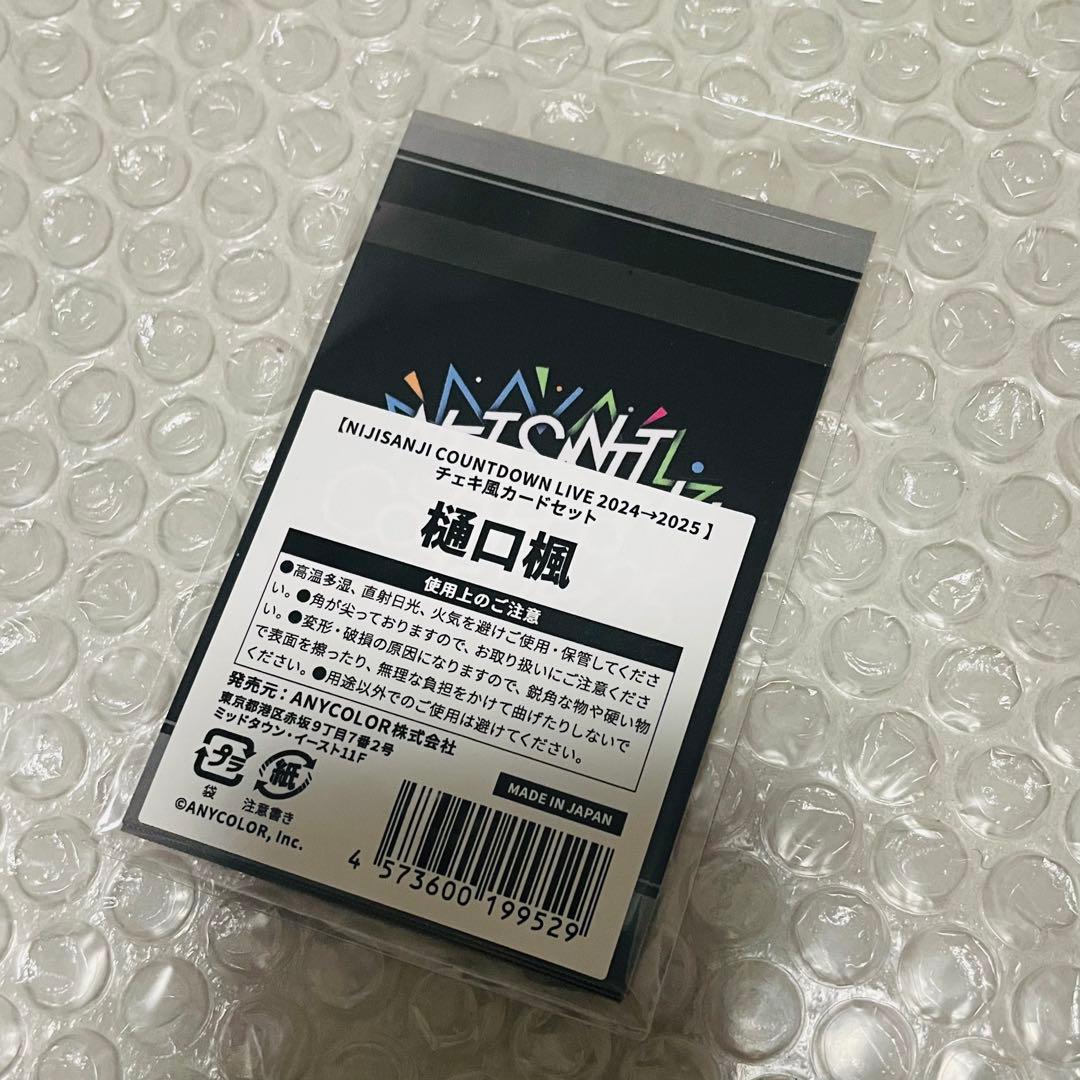 【NIJISANJI COUNTDOWN LIVE 2024→2025】
チェキ風カードセット
樋口楓
使用上のご注意
●高温多湿、直射日光、火気を避けご使用・保管してくださ
い。●角が尖っておりますので、お取り扱いにご注意くださ
い。●変形・破損の原因になりますので、鋭角な物や硬い物
で表面を擦ったり、無理な負担をかけて曲げたりしないで
ください。●用途以外でのご使用は避けてください。
発売元：ANYCOLOR株式会社
東京都港区赤坂9丁目7番2号
ミッドタウン・イースト11F
プラ
袋
紙
注意書き
©ANYCOLOR, Inc.
MADE IN JAPAN
4 573600 199529